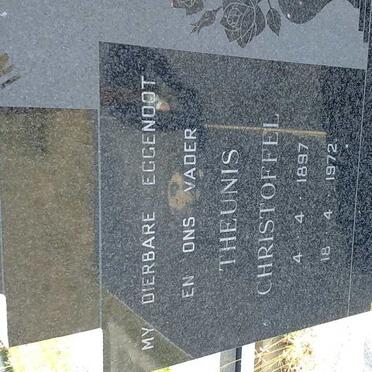 MY DIERBARE EGGENOOT
EN ONS VADER
THEUNIS
CHRISTOFFEL
4 - 4 - 1897
18 - 4 - 1972